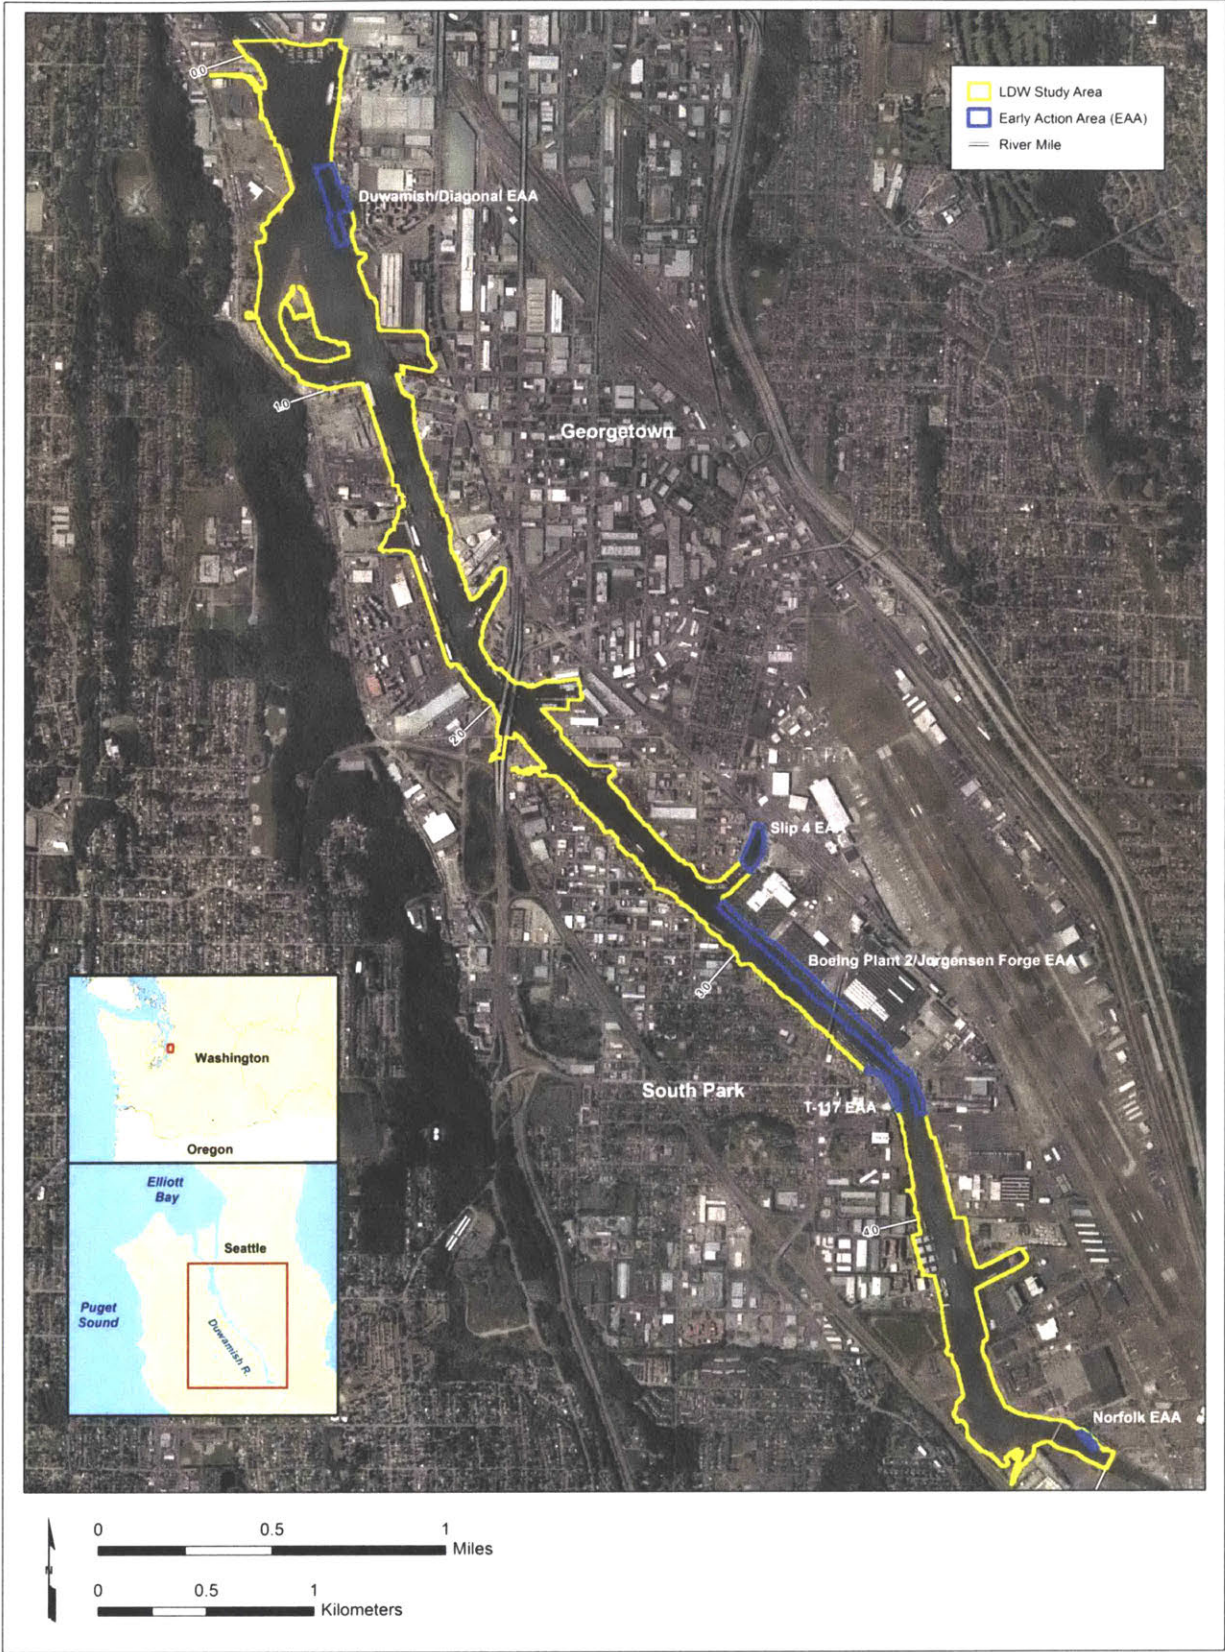 0.0
LDW Study Area
Early Action Area (EAA)
River Mile
Duwamish/Diagonal EAA
1.0
Georgetown
2.0
Slip 4 EAA
Boeing Plant 2/Jorgensen Forge EAA
3.0
South Park
T-117 EAA
4.0
Norfolk EAA
Washington
Oregon
Elliott
Bay
Seattle
Puget
Sound
Duwamish R.
N
0 0.5 1
Miles
0 0.5 1
Kilometers